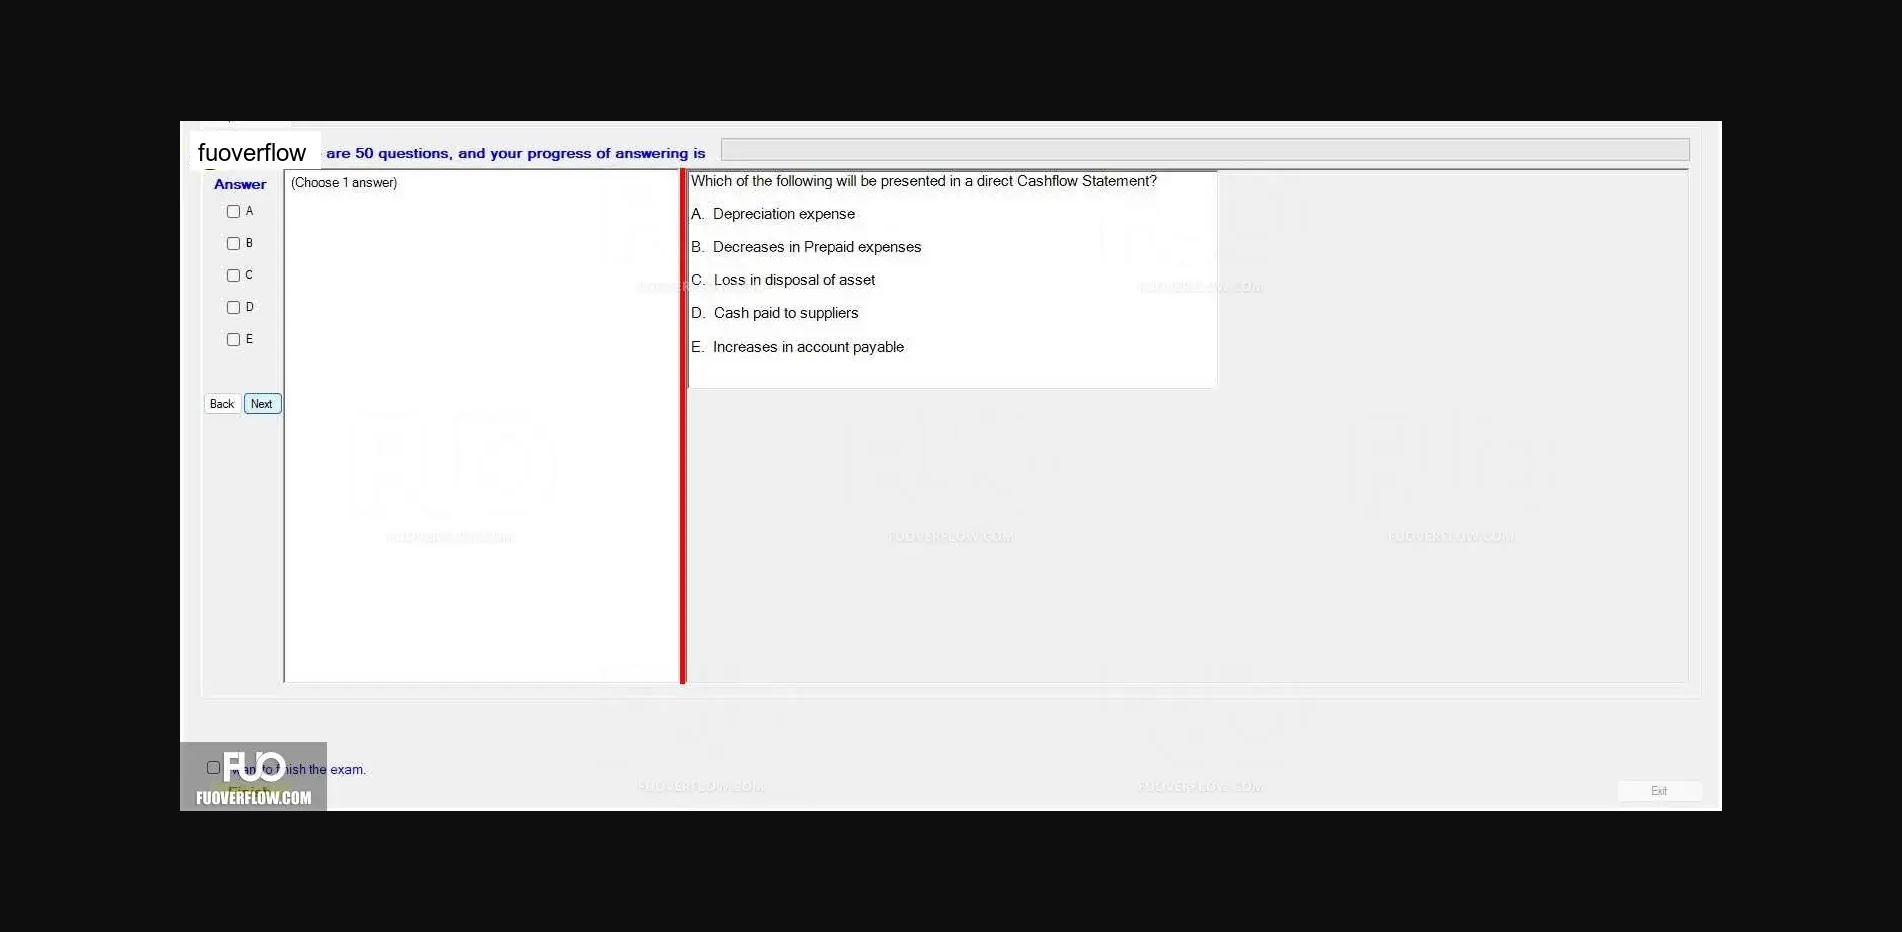 fuoverflow are 50 questions, and your progress of answering is
Answer
(Choose 1 answer)
A
B
C
D
E
Back Next
Which of the following will be presented in a direct Cashflow Statement?
A. Depreciation expense
B. Decreases in Prepaid expenses
C. Loss in disposal of asset
D. Cash paid to suppliers
E. Increases in account payable
FUOVERFLOW.COM
FUOVERFLOW.COM
FUOVERFLOW.COM
FUOVERFLOW.COM
FUOVERFLOW.COM
FUO
want to finish the exam.
Finish
FUOVERFLOW.COM
FUOVERFLOW.COM
FUOVERFLOW.COM
Exit